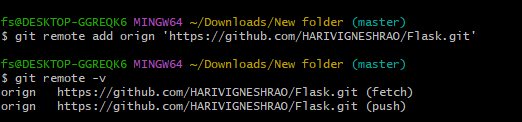 fs@DESKTOP-GGREQK6 MINGW64 ~/Downloads/New folder (master)
$ git remote add orign 'https://github.com/HARIVIGNESHRAO/Flask.git'
fs@DESKTOP-GGREQK6 MINGW64 ~/Downloads/New folder (master)
$ git remote -v
orign   https://github.com/HARIVIGNESHRAO/Flask.git (fetch)
orign   https://github.com/HARIVIGNESHRAO/Flask.git (push)